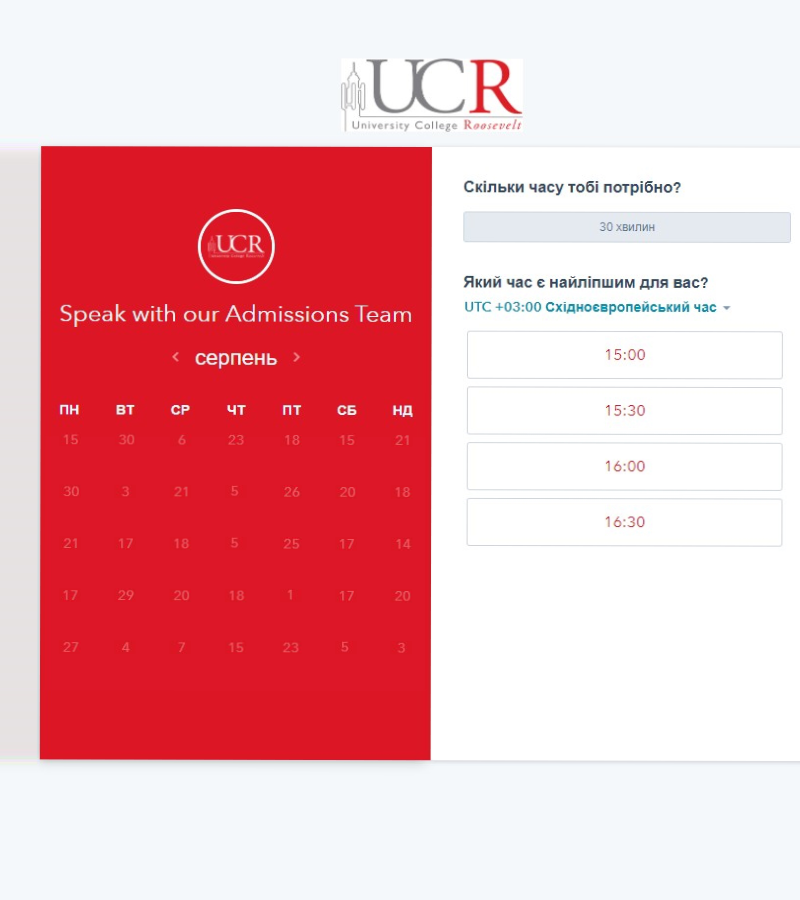 UCR
University College Roosevelt
UCR
Speak with our Admissions Team
серпень
ПН ВТ СР ЧТ ПТ СБ НД
15 30 6 23 18 15 21
30 3 21 5 26 20 18
21 17 18 5 25 17 14
17 29 20 18 1 17 20
27 4 7 15 23 5 3
Скільки часу тобі потрібно?
30 хвилин
Який час є найліпшим для вас?
UTC +03:00 Східноєвропейський час
15:00
15:30
16:00
16:30